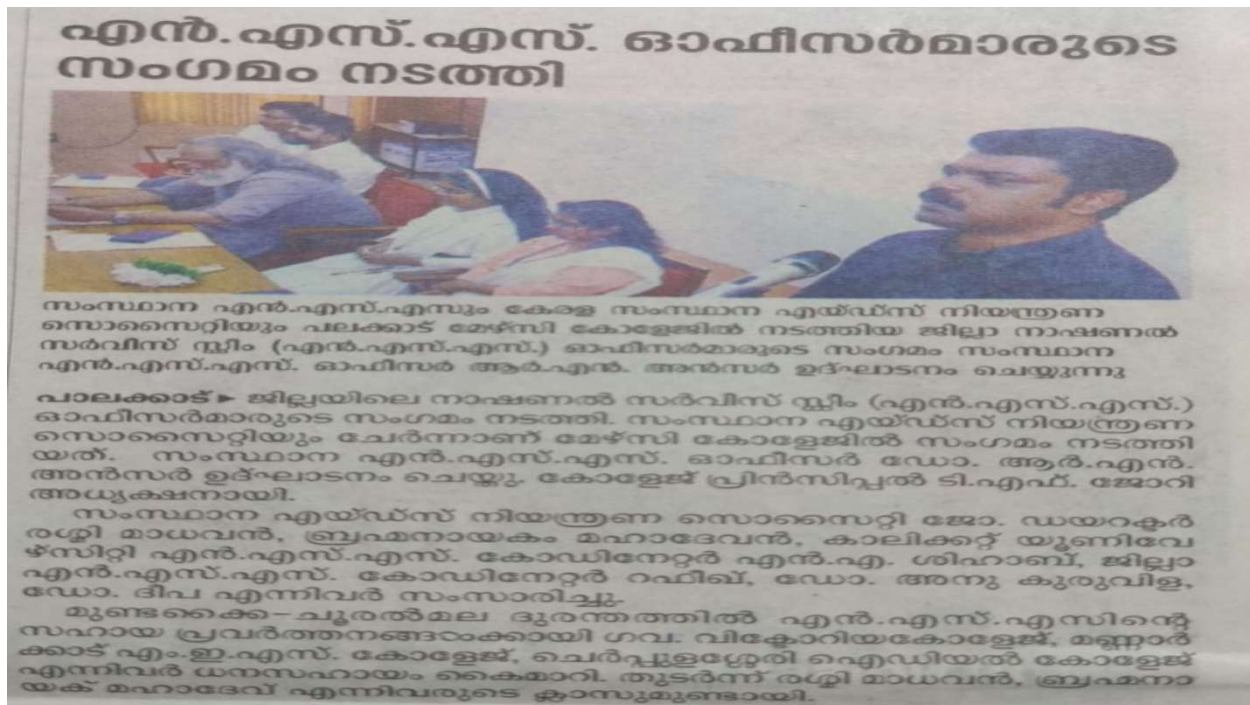 എൻ.എസ്.എസ്. ഓഫീസർമാരുടെ
സംഗമം നടത്തി
സംസ്ഥാന എൻ.എസ്.എസും കേരള സംസ്ഥാന എയ്ഡ്സ് നിയന്ത്രണ
സൊസൈറ്റിയും പലക്കാട് മേഴ്സി കോളേജിൽ നടത്തിയ ജില്ലാ നാഷണൽ
സർവീസ് സ്കീം (എൻ.എസ്.എസ്.) ഓഫീസർമാരുടെ സംഗമം സംസ്ഥാന
എൻ.എസ്.എസ്. ഓഫീസർ ആർ.എൻ. അൻസർ ഉദ്ഘാടനം ചെയ്യുന്നു
പാലക്കാട് ▸ ജില്ലയിലെ നാഷണൽ സർവീസ് സ്കീം (എൻ.എസ്.എസ്.)
ഓഫീസർമാരുടെ സംഗമം നടത്തി. സംസ്ഥാന എയ്ഡ്സ് നിയന്ത്രണ
സൊസൈറ്റിയും ചേർന്നാണ് മേഴ്സി കോളേജിൽ സംഗമം നടത്തി
യത്. സംസ്ഥാന എൻ.എസ്.എസ്. ഓഫീസർ ഡോ. ആർ.എൻ.
അൻസർ ഉദ്ഘാടനം ചെയ്തു. കോളേജ് പ്രിൻസിപ്പൽ ടി.എഫ്. ജോറി
അധ്യക്ഷനായി.
സംസ്ഥാന എയ്ഡ്സ് നിയന്ത്രണ സൊസൈറ്റി ജോ. ഡയറക്ടർ
രശ്മി മാധവൻ, ബ്രഹ്മനായകം മഹാദേവൻ, കാലിക്കറ്റ് യൂണിവേ
ഴ്സിറ്റി എൻ.എസ്.എസ്. കോഡിനേറ്റർ എൻ.എ. ശിഹാബ്, ജില്ലാ
എൻ.എസ്.എസ്. കോഡിനേറ്റർ റഫീഖ്, ഡോ. അനു കുരുവിള,
ഡോ. ദീപ എന്നിവർ സംസാരിച്ചു.
മുണ്ടക്കൈ-ചൂരൽമല ദുരന്തത്തിൽ എൻ.എസ്.എസിന്റെ
സഹായ പ്രവർത്തനങ്ങൾക്കായി ഗവ. വിക്ടോറിയകോളേജ്, മണ്ണാർ
ക്കാട് എം.ഇ.എസ്. കോളേജ്, ചെർപ്പുളശ്ശേരി ഐഡിയൽ കോളേജ്
എന്നിവർ ധനസഹായം കൈമാറി. തുടർന്ന് രശ്മി മാധവൻ, ബ്രഹ്മനാ
യക് മഹാദേവ് എന്നിവരുടെ ക്ലാസുമുണ്ടായി.